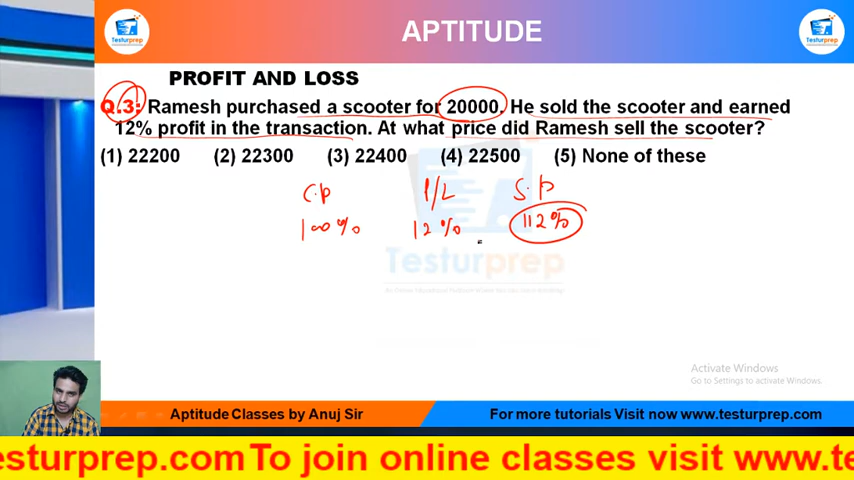 Testurprep
APTITUDE
Testurprep
PROFIT AND LOSS
Q.3: Ramesh purchased a scooter for 20000. He sold the scooter and earned
12% profit in the transaction. At what price did Ramesh sell the scooter?
(1) 22200 (2) 22300 (3) 22400 (4) 22500 (5) None of these
C.P P/L S.P
100% 12% 112%
Testurprep
Activate Windows
Go to Settings to activate Windows.
Aptitude Classes by Anuj Sir For more tutorials Visit now www.testurprep.com
esturprep.comTo join online classes visit www.te